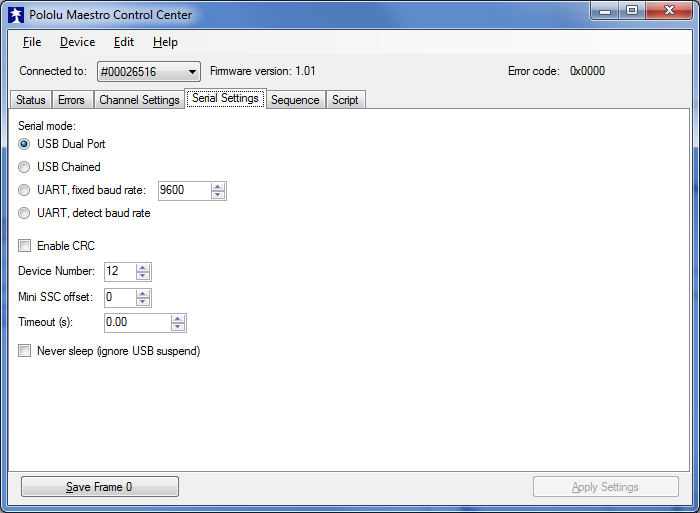 Pololu Maestro Control Center
File Device Edit Help
Connected to: #00026516 Firmware version: 1.01 Error code: 0x0000
Status Errors Channel Settings Serial Settings Sequence Script
Serial mode:
USB Dual Port
USB Chained
UART, fixed baud rate: 9600
UART, detect baud rate
Enable CRC
Device Number: 12
Mini SSC offset: 0
Timeout (s): 0.00
Never sleep (ignore USB suspend)
Save Frame 0 Apply Settings